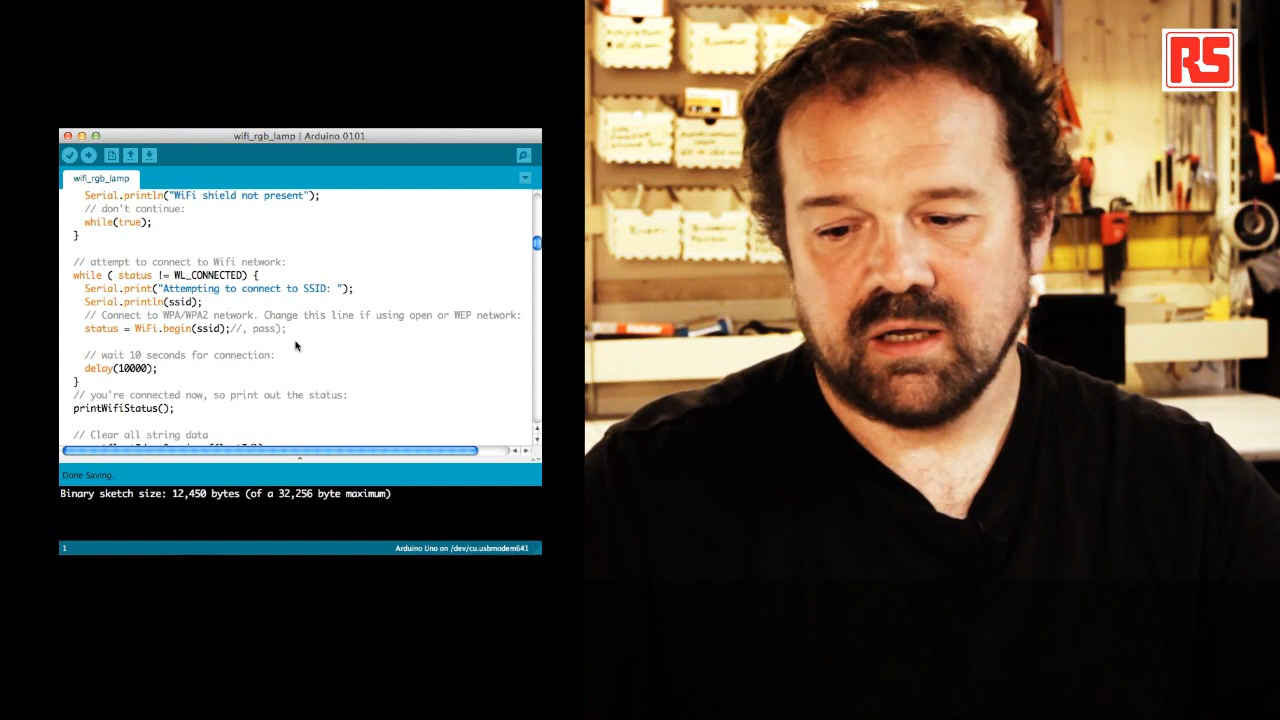 wifi_rgb_lamp | Arduino 0101
wifi_rgb_lamp
Serial.println("WiFi shield not present");
// don't continue:
while(true);
}
// attempt to connect to Wifi network:
while ( status != WL_CONNECTED) {
Serial.print("Attempting to connect to SSID: ");
Serial.println(ssid);
// Connect to WPA/WPA2 network. Change this line if using open or WEP network:
status = WiFi.begin(ssid);//, pass);
// wait 10 seconds for connection:
delay(10000);
}
// you're connected now, so print out the status:
printWifiStatus();
// Clear all string data
Done Saving.
Binary sketch size: 12,450 bytes (of a 32,256 byte maximum)
1
Arduino Uno on /dev/cu.usbmodem641
RS